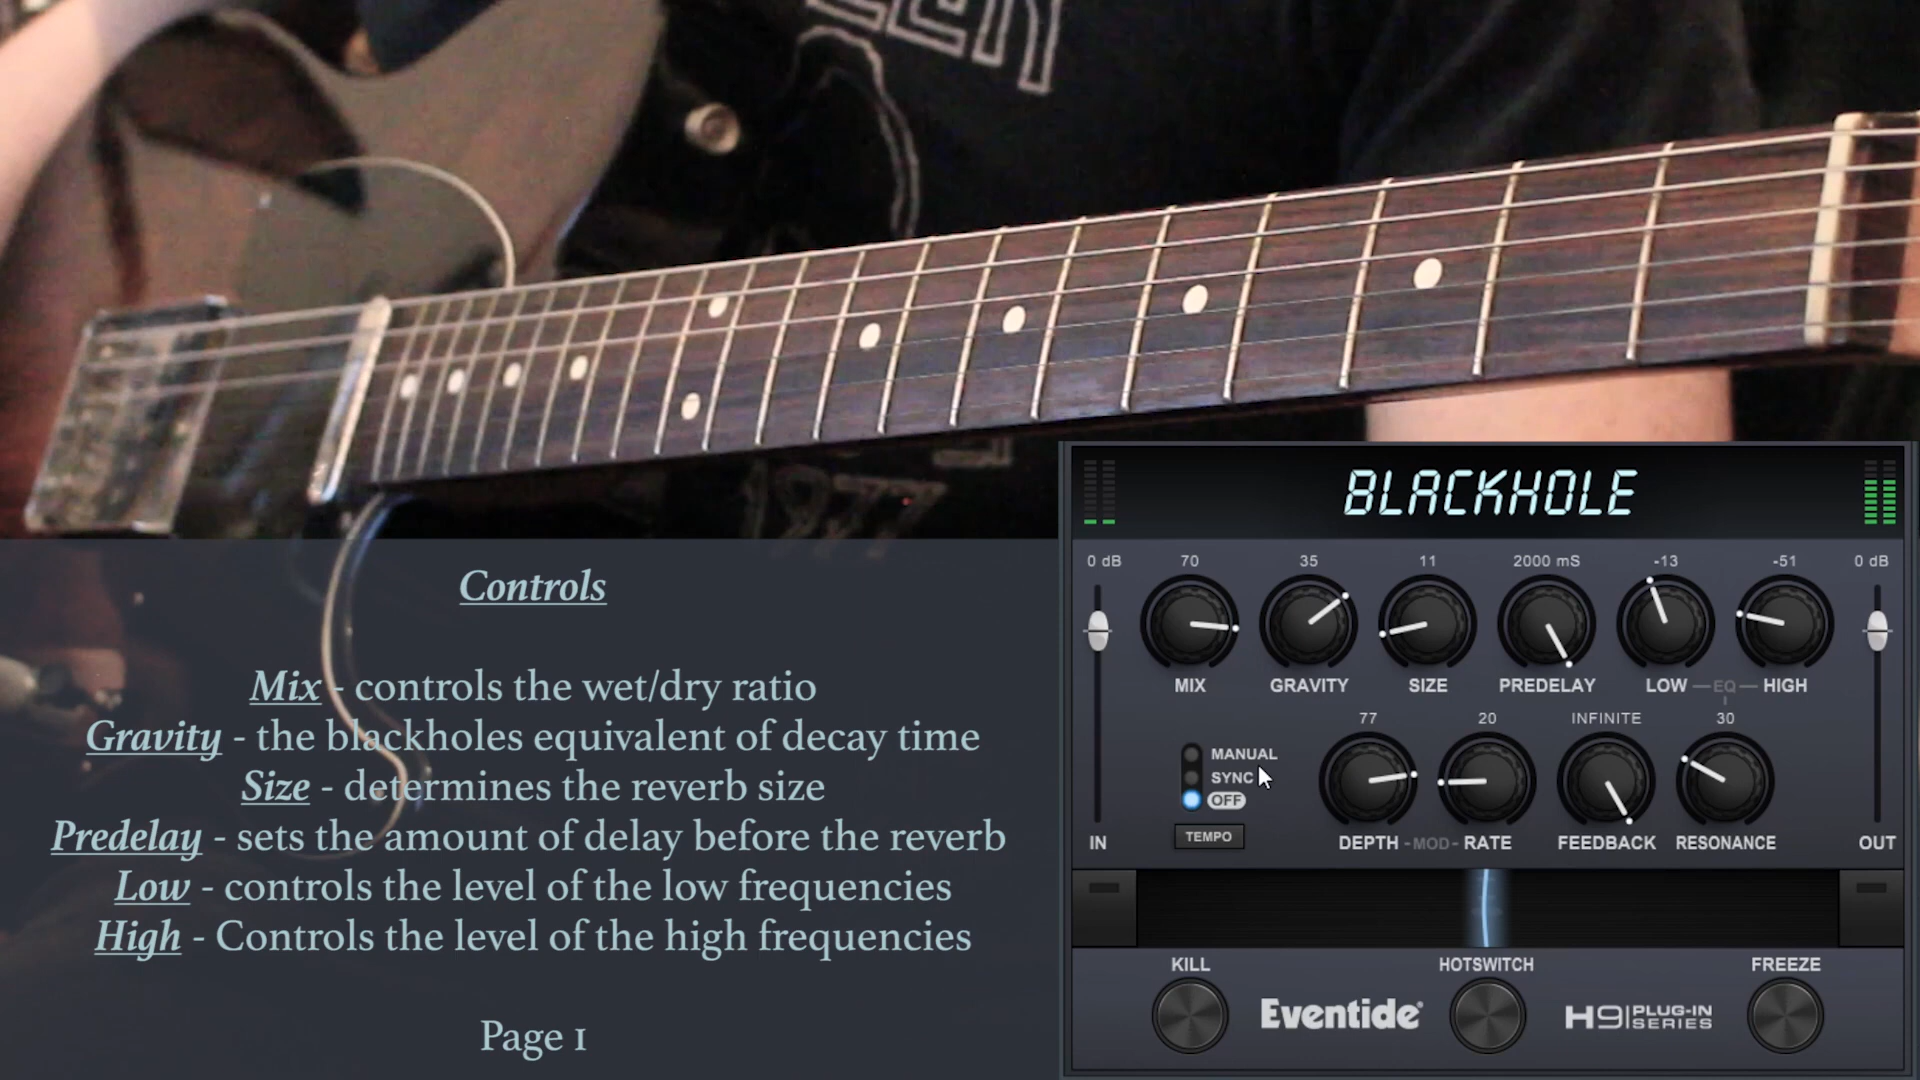 1977
BLACKHOLE
0 dB
70
35
11
2000 mS
-13
-51
0 dB
MIX
GRAVITY
SIZE
PREDELAY
LOW
EQ
HIGH
77
20
INFINITE
30
MANUAL
SYNC
OFF
TEMPO
IN
DEPTH -MOD- RATE
FEEDBACK
RESONANCE
OUT
KILL
HOTSWITCH
FREEZE
Eventide
H9 PLUG-IN
SERIES
Controls
Mix - controls the wet/dry ratio
Gravity - the blackholes equivalent of decay time
Size - determines the reverb size
Predelay - sets the amount of delay before the reverb
Low - controls the level of the low frequencies
High - Controls the level of the high frequencies
Page 1